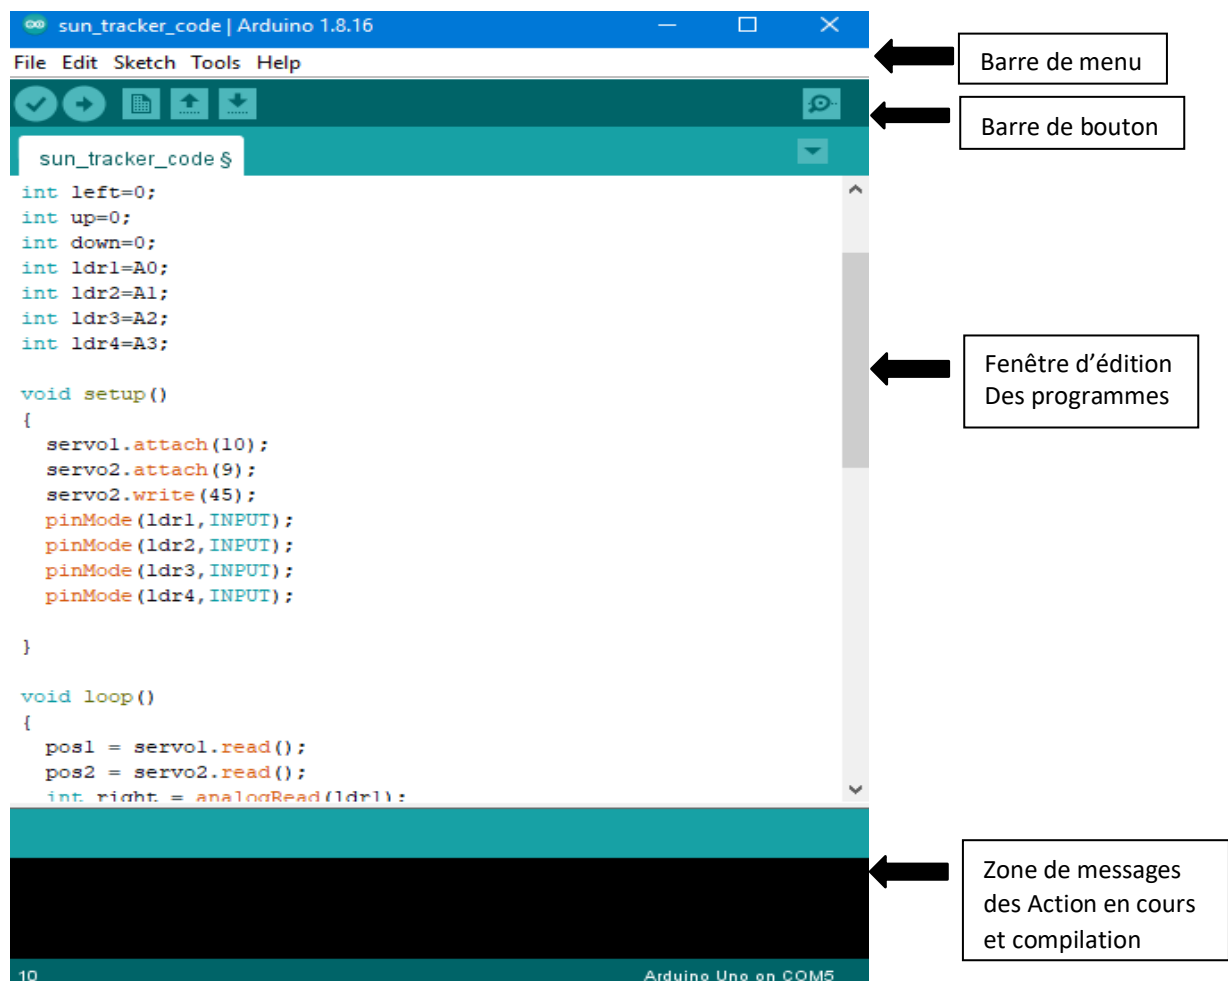 sun_tracker_code | Arduino 1.8.16
File Edit Sketch Tools Help
Barre de menu
Barre de bouton
sun_tracker_code §
int left=0;
int up=0;
int down=0;
int ldr1=A0;
int ldr2=A1;
int ldr3=A2;
int ldr4=A3;
Fenêtre d’édition
Des programmes
void setup()
{
servo1.attach(10);
servo2.attach(9);
servo2.write(45);
pinMode(ldr1,INPUT);
pinMode(ldr2,INPUT);
pinMode(ldr3,INPUT);
pinMode(ldr4,INPUT);
}
void loop()
{
pos1 = servo1.read();
pos2 = servo2.read();
int right = analogRead(ldr1);
Zone de messages
des Action en cours
et compilation
10
Arduino Uno on COM5